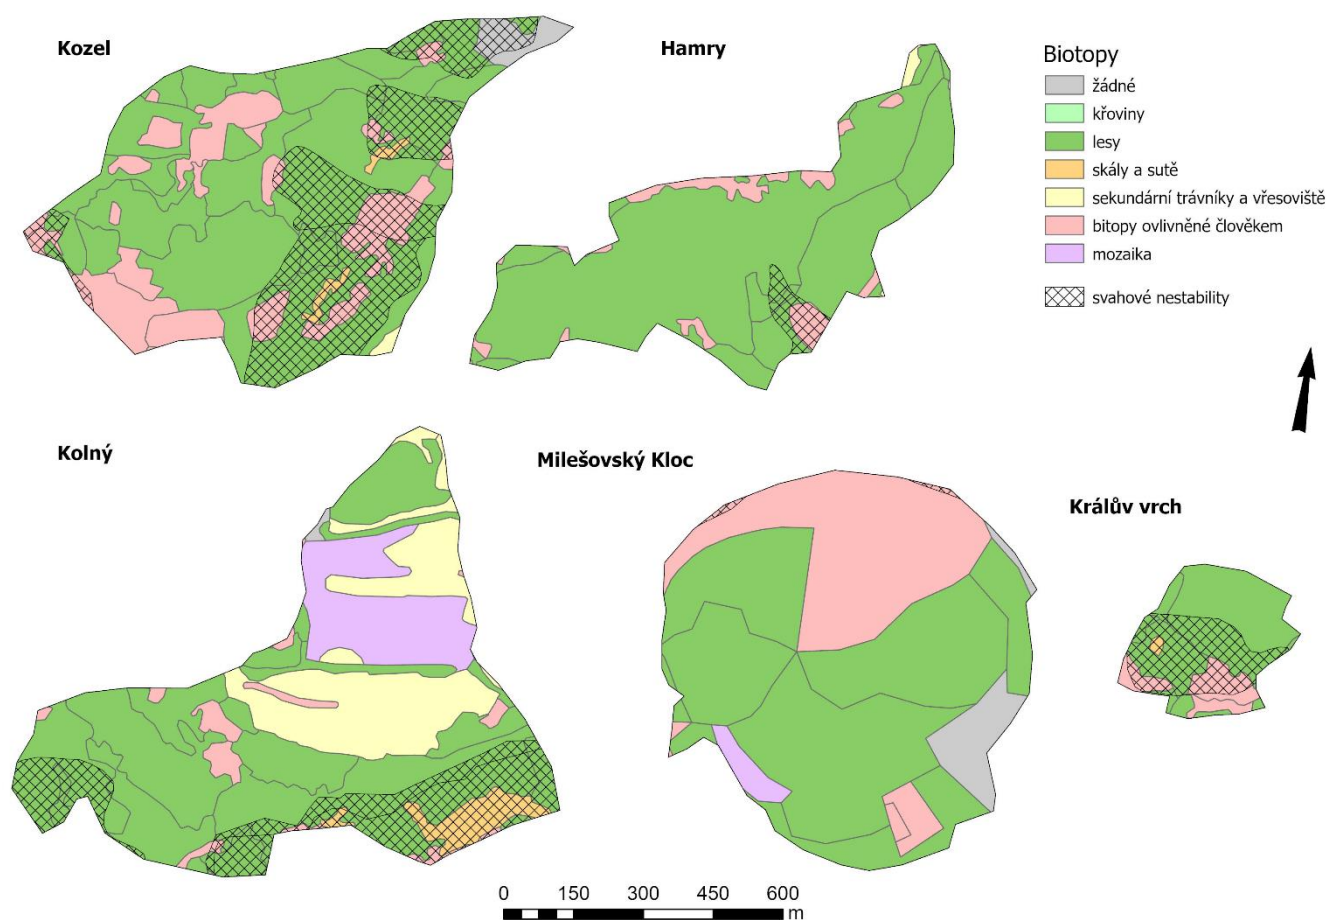 Kozel
Hamry
Biotopy
žádné
křoviny
lesy
skály a sutě
sekundární trávníky a vřesoviště
bitopy ovlivněné člověkem
mozaika
svahové nestability
Kolný
Milešovský Kloc
Králův vrch
0 150 300 450 600
m